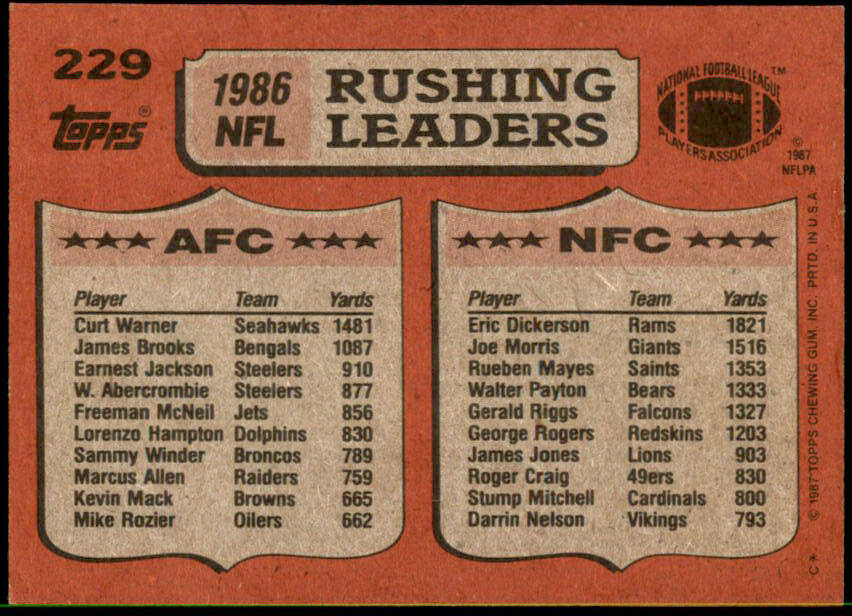 229
Topps®
1986
NFL
RUSHING
LEADERS
NATIONAL FOOTBALL LEAGUE
PLAYERS ASSOCIATION
™
©
1987
NFLPA
★★★ AFC ★★★
Player Team Yards
Curt Warner Seahawks 1481
James Brooks Bengals 1087
Earnest Jackson Steelers 910
W. Abercrombie Steelers 877
Freeman McNeil Jets 856
Lorenzo Hampton Dolphins 830
Sammy Winder Broncos 789
Marcus Allen Raiders 759
Kevin Mack Browns 665
Mike Rozier Oilers 662
★★★ NFC ★★★
Player Team Yards
Eric Dickerson Rams 1821
Joe Morris Giants 1516
Rueben Mayes Saints 1353
Walter Payton Bears 1333
Gerald Riggs Falcons 1327
George Rogers Redskins 1203
James Jones Lions 903
Roger Craig 49ers 830
Stump Mitchell Cardinals 800
Darrin Nelson Vikings 793
C* © 1987 TOPPS CHEWING GUM, INC. PRTD. IN U.S.A.